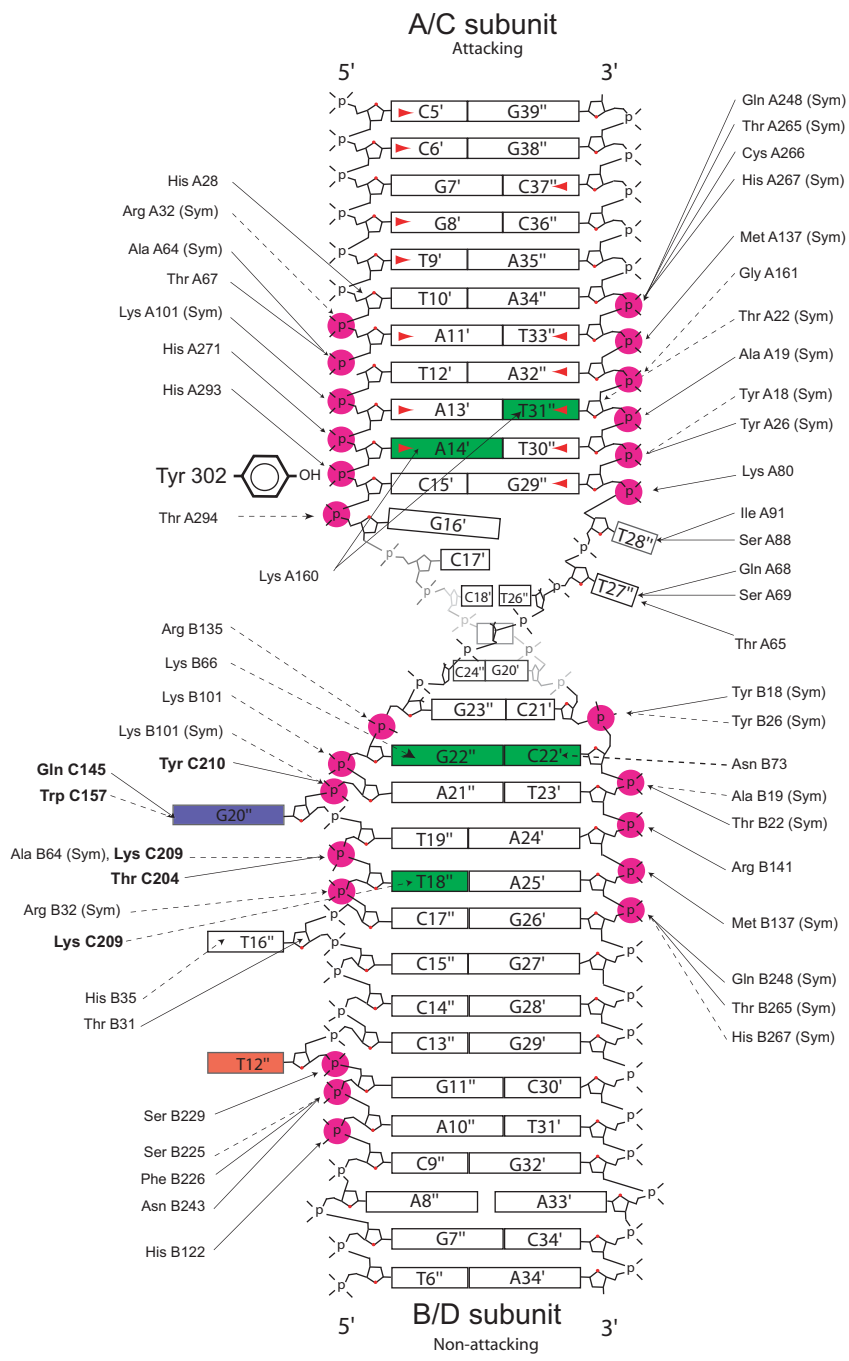 A/C subunit
Attacking
5'
3'
p
p
C5' G39''
Gln A248 (Sym)
Thr A265 (Sym)
p
C6' G38''
p
Cys A266
His A28
p
G7' C37''
p
His A267 (Sym)
Arg A32 (Sym)
p
G8' C36''
p
Met A137 (Sym)
Ala A64 (Sym)
p
T9' A35''
p
Gly A161
Thr A67
p
T10' A34''
p
Lys A101 (Sym)
p
A11' T33''
p
Thr A22 (Sym)
His A271
p
T12' A32''
p
Ala A19 (Sym)
His A293
p
A13' T31''
p
Tyr A18 (Sym)
p
A14' T30''
p
Tyr A26 (Sym)
Tyr 302
OH
p
C15' G29''
p
Lys A80
Thr A294
p
G16'
Ile A91
T28''
Ser A88
p
C17'
p
Lys A160
Gln A68
p
C18' T26''
p
T27''
Ser A69
p
p
Thr A65
Arg B135
p
p
Lys B66
p
C24'' G20'
p
Tyr B18 (Sym)
Lys B101
p
G23'' C21'
p
Tyr B26 (Sym)
Lys B101 (Sym)
Gln C145
Tyr C210
p
G22'' C22'
Asn B73
Trp C157
p
A21'' T23'
p
Ala B19 (Sym)
G20''
p
Thr B22 (Sym)
p
T19'' A24'
p
Ala B64 (Sym), Lys C209
p
Arg B141
Thr C204
p
T18'' A25'
p
Arg B32 (Sym)
p
C17'' G26'
p
Met B137 (Sym)
Lys C209
T16''
p
C15'' G27'
p
Gln B248 (Sym)
His B35
p
C14'' G28'
p
Thr B265 (Sym)
Thr B31
p
C13'' G29'
p
His B267 (Sym)
T12''
p
G11'' C30'
p
Ser B229
p
A10'' T31'
p
Ser B225
p
C9'' G32'
p
Phe B226
Asn B243
p
A8'' A33'
p
His B122
p
G7'' C34'
p
p
T6'' A34'
p
p
B/D subunit
5'
3'
Non-attacking